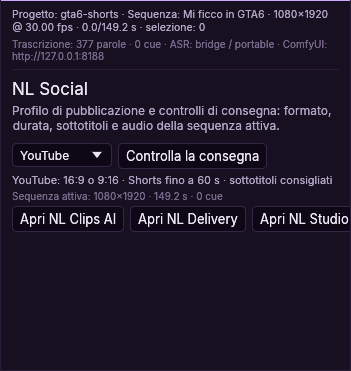 Progetto: gta6-shorts · Sequenza: Mi ficco in GTA6 · 1080×1920
@ 30.00 fps · 0.0/149.2 s · selezione: 0
Trascrizione: 377 parole · 0 cue · ASR: bridge / portable · ComfyUI:
http://127.0.0.1:8188
NL Social
Profilo di pubblicazione e controlli di consegna: formato,
durata, sottotitoli e audio della sequenza attiva.
YouTube
Controlla la consegna
YouTube: 16:9 o 9:16 · Shorts fino a 60 s · sottotitoli consigliati
Sequenza attiva: 1080×1920 · 149.2 s · 0 cue
Apri NL Clips AI
Apri NL Delivery
Apri NL Studio